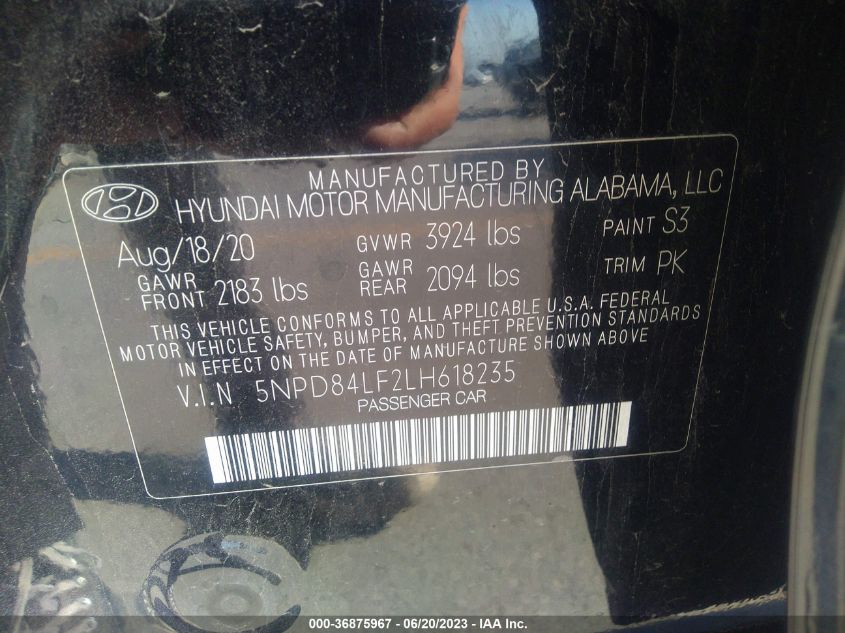 MANUFACTURED BY
HYUNDAI MOTOR MANUFACTURING ALABAMA, LLC
Aug/18/20 GVWR 3924 lbs PAINT S3
GAWR FRONT 2183 lbs GAWR REAR 2094 lbs TRIM PK
THIS VEHICLE CONFORMS TO ALL APPLICABLE U.S.A. FEDERAL
MOTOR VEHICLE SAFETY, BUMPER, AND THEFT PREVENTION STANDARDS
IN EFFECT ON THE DATE OF MANUFACTURE SHOWN ABOVE
V.I.N 5NPD84LF2LH618235
PASSENGER CAR
000-36875967 - 06/20/2023 - IAA Inc.